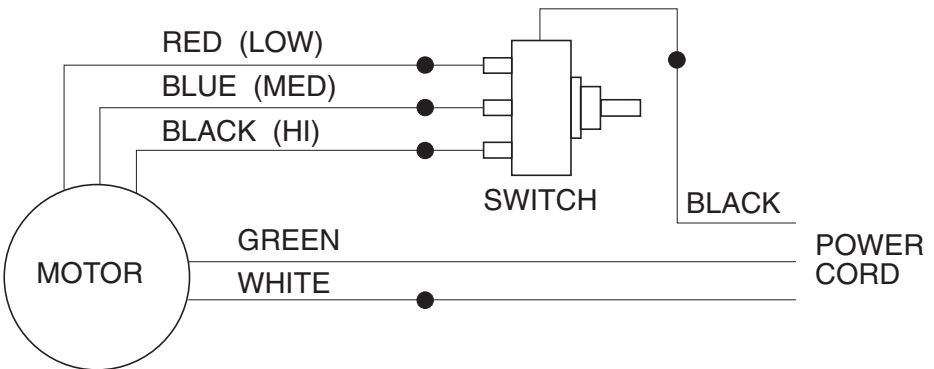 RED (LOW)
BLUE (MED)
BLACK (HI)
SWITCH
BLACK
GREEN
MOTOR
WHITE
POWER
CORD